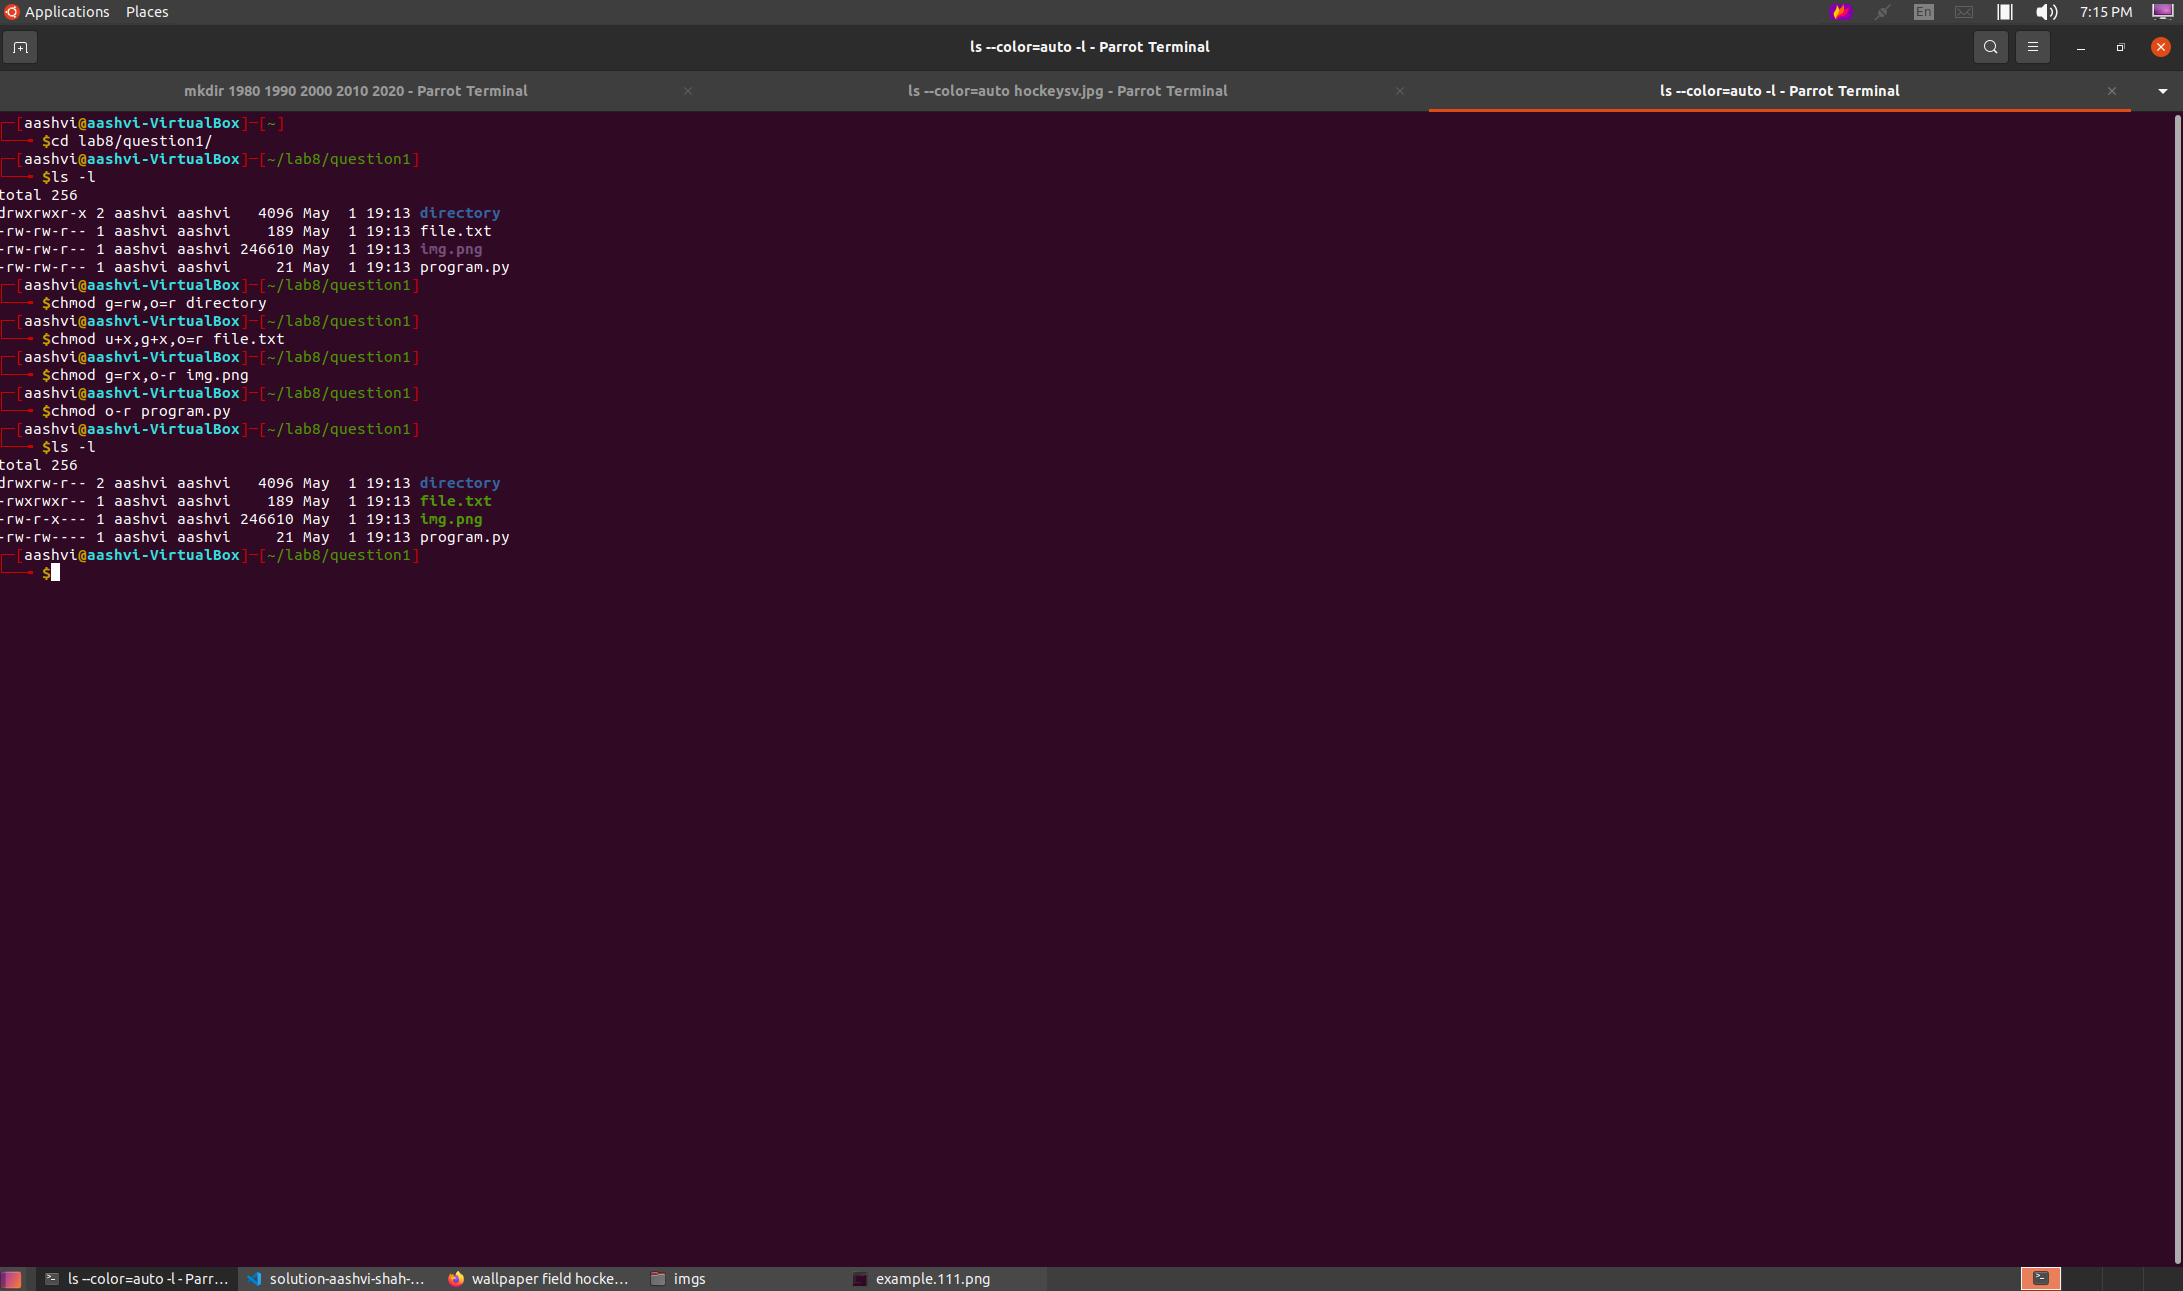 Applications Places En 7:15 PM
ls --color=auto -l - Parrot Terminal
mkdir 1980 1990 2000 2010 2020 - Parrot Terminal ls --color=auto hockeysv.jpg - Parrot Terminal ls --color=auto -l - Parrot Terminal
[aashvi@aashvi-VirtualBox]-[~]
$cd lab8/question1/
[aashvi@aashvi-VirtualBox]-[~/lab8/question1]
$ls -l
total 256
drwxrwxr-x 2 aashvi aashvi 4096 May 1 19:13 directory
-rw-rw-r-- 1 aashvi aashvi 189 May 1 19:13 file.txt
-rw-rw-r-- 1 aashvi aashvi 246610 May 1 19:13 img.png
-rw-rw-r-- 1 aashvi aashvi 21 May 1 19:13 program.py
[aashvi@aashvi-VirtualBox]-[~/lab8/question1]
$chmod g=rw,o=r directory
[aashvi@aashvi-VirtualBox]-[~/lab8/question1]
$chmod u+x,g+x,o=r file.txt
[aashvi@aashvi-VirtualBox]-[~/lab8/question1]
$chmod g=rx,o-r img.png
[aashvi@aashvi-VirtualBox]-[~/lab8/question1]
$chmod o-r program.py
[aashvi@aashvi-VirtualBox]-[~/lab8/question1]
$ls -l
total 256
drwxrw-r-- 2 aashvi aashvi 4096 May 1 19:13 directory
-rwxrwxr-- 1 aashvi aashvi 189 May 1 19:13 file.txt
-rw-r-x--- 1 aashvi aashvi 246610 May 1 19:13 img.png
-rw-rw---- 1 aashvi aashvi 21 May 1 19:13 program.py
[aashvi@aashvi-VirtualBox]-[~/lab8/question1]
$
ls --color=auto -l - Parr... solution-aashvi-shah-... wallpaper field hocke... imgs example.111.png